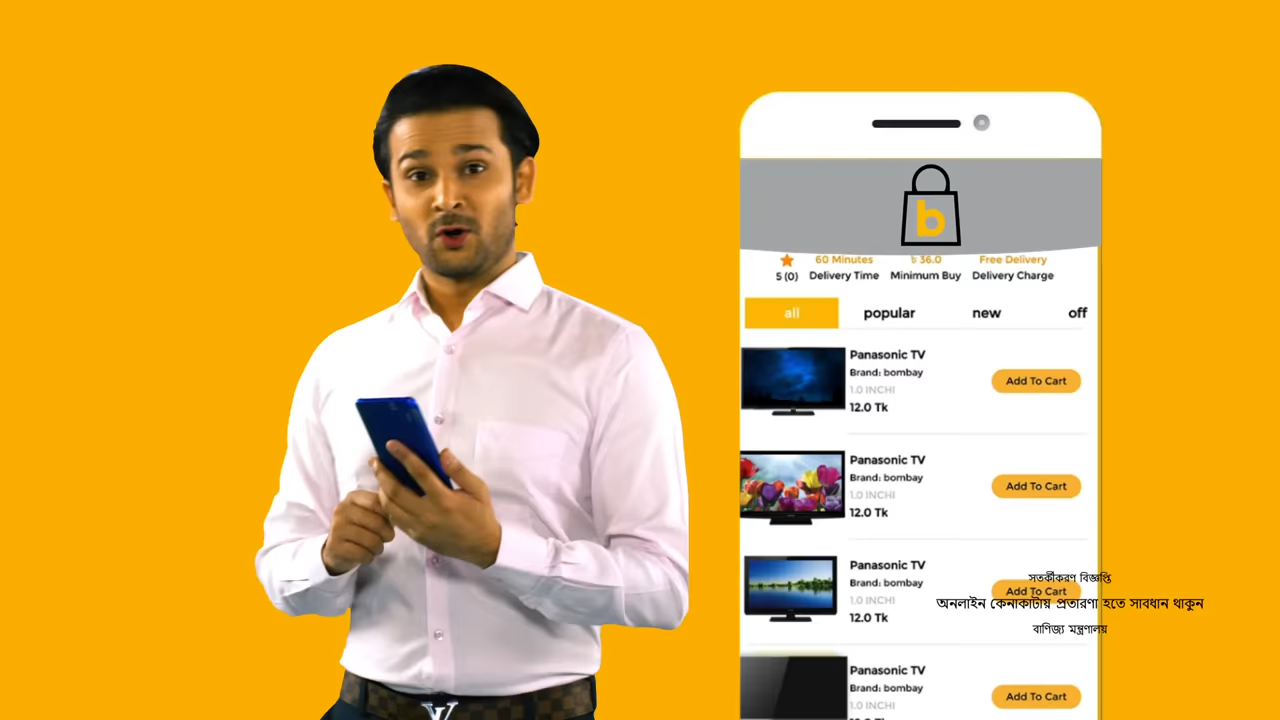 b
60 Minutes ৳ 36.0 Free Delivery
5 (0) Delivery Time Minimum Buy Delivery Charge
all popular new off
Panasonic TV
Brand: bombay
1.0 INCHI
12.0 Tk
Add To Cart
Panasonic TV
Brand: bombay
1.0 INCHI
12.0 Tk
Add To Cart
Panasonic TV
Brand: bombay
1.0 INCHI
12.0 Tk
Add To Cart
সতর্কীকরণ বিজ্ঞপ্তি
অনলাইন কেনাকাটায় প্রতারণা হতে সাবধান থাকুন
বাণিজ্য মন্ত্রণালয়
Panasonic TV
Brand: bombay
1.0 INCHI
12.0 Tk
Add To Cart